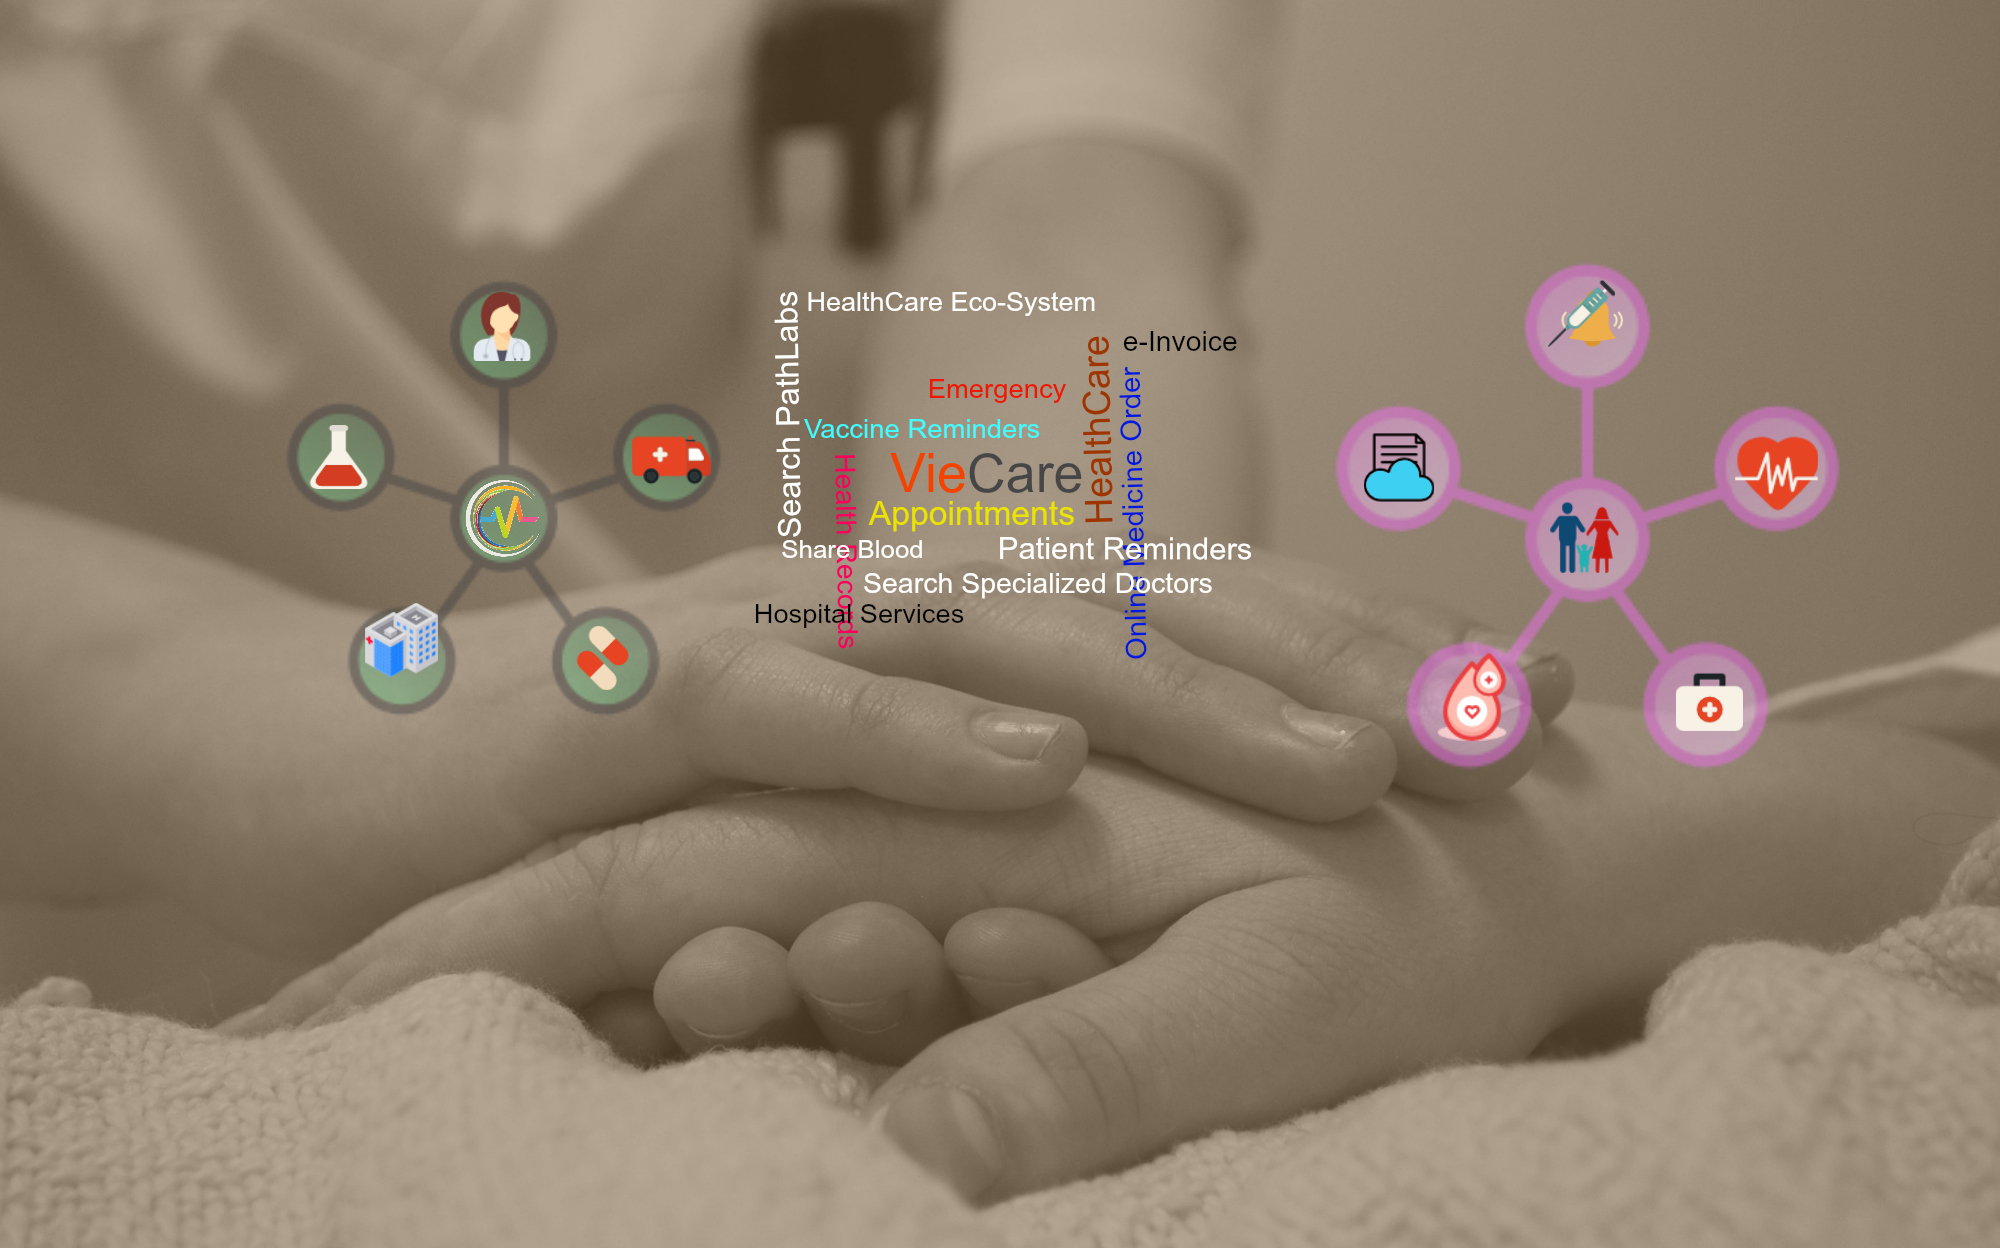 HealthCare Eco-System
Search PathLabs
e-Invoice
HealthCare
Emergency
Online Medicine Order
Vaccine Reminders
VieCare
Health Records
Appointments
Share Blood
Patient Reminders
Search Specialized Doctors
Hospital Services